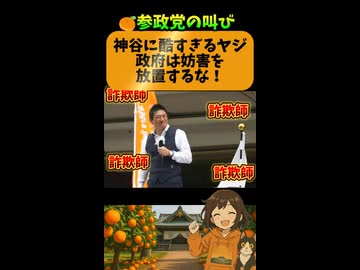 参政党の叫び
神谷に酷すぎるヤジ
政府は妨害を
放置するな！
詐欺師
詐欺師
詐欺師
詐欺師